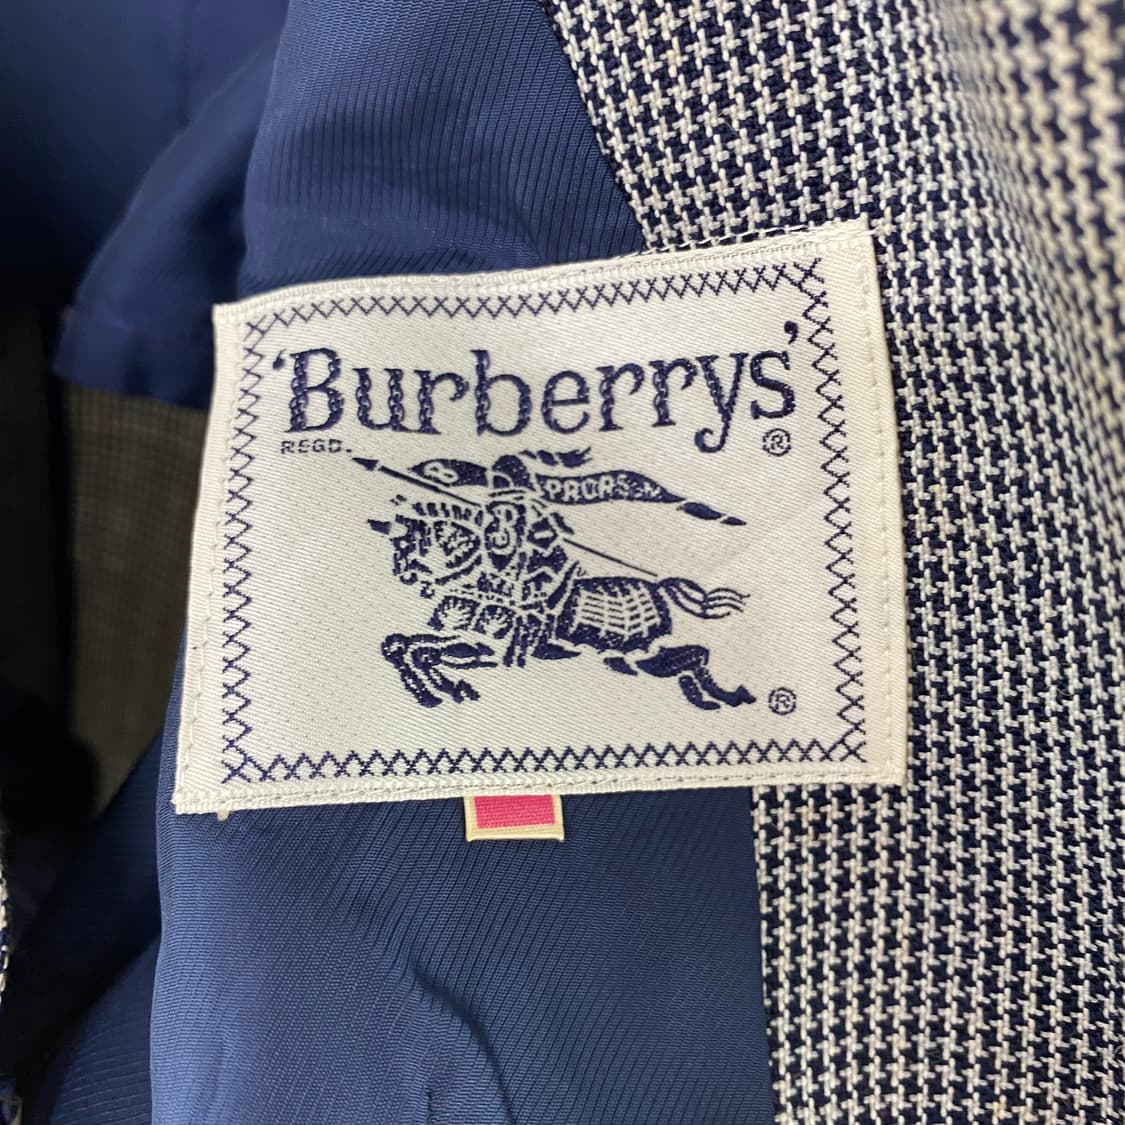 'Burberrys'
REGD. ®
B PRORSUM
B
®